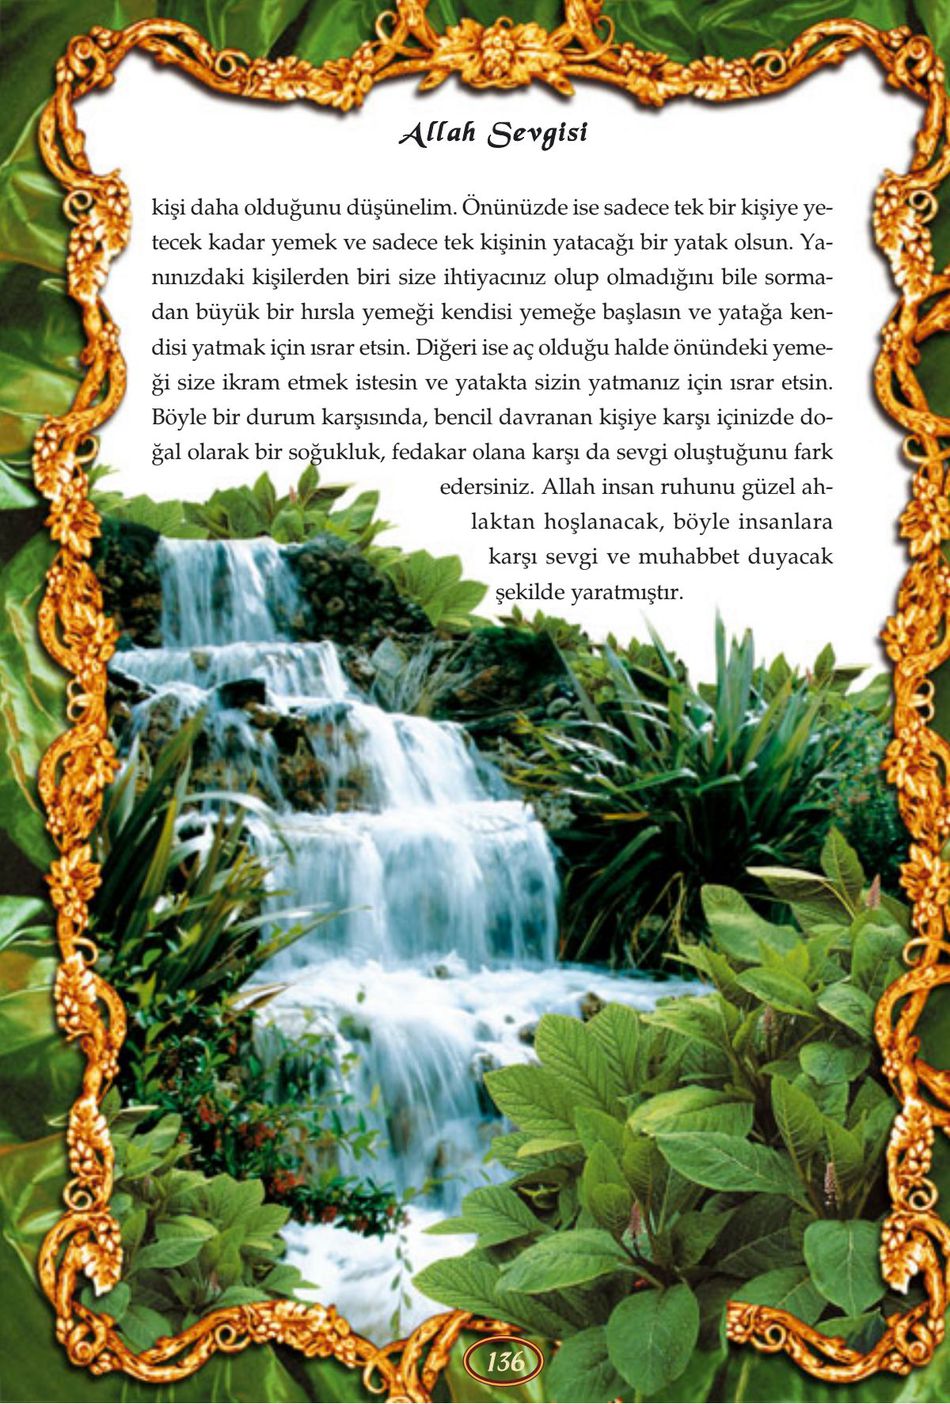 Allah Sevgisi
kişi daha olduğunu düşünelim. Önünüzde ise sadece tek bir kişiye ye-
tecek kadar yemek ve sadece tek kişinin yatacağı bir yatak olsun. Ya-
nınızdaki kişilerden biri size ihtiyacınız olup olmadığını bile sorma-
dan büyük bir hırsla yemeği kendisi yemeğe başlasın ve yatağa ken-
disi yatmak için ısrar etsin. Diğeri ise aç olduğu halde önündeki yeme-
ği size ikram etmek istesin ve yatakta sizin yatmanız için ısrar etsin.
Böyle bir durum karşısında, bencil davranan kişiye karşı içinizde do-
ğal olarak bir soğukluk, fedakar olana karşı da sevgi oluştuğunu fark
edersiniz. Allah insan ruhunu güzel ah-
laktan hoşlanacak, böyle insanlara
karşı sevgi ve muhabbet duyacak
şekilde yaratmıştır.
136